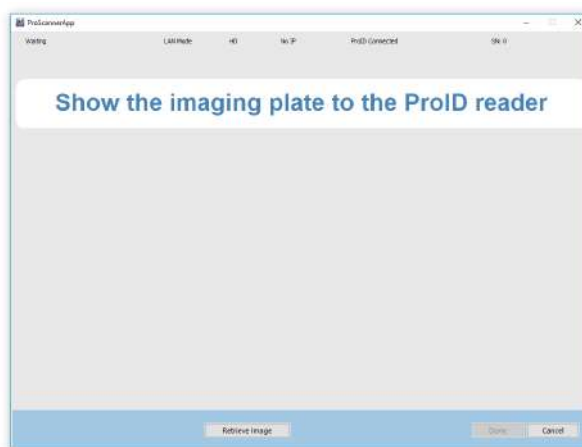 ProScannerApp
Waiting LAN Mode HD No IP ProID Connected SN: 0
Show the imaging plate to the ProID reader
Retrieve Image Done Cancel